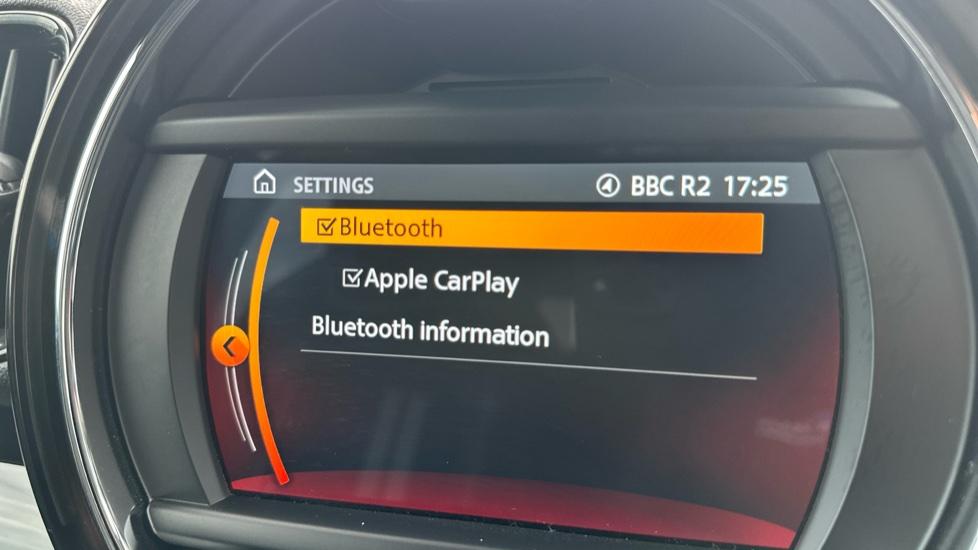 SETTINGS BBC R2 17:25
Bluetooth
Apple CarPlay
Bluetooth information